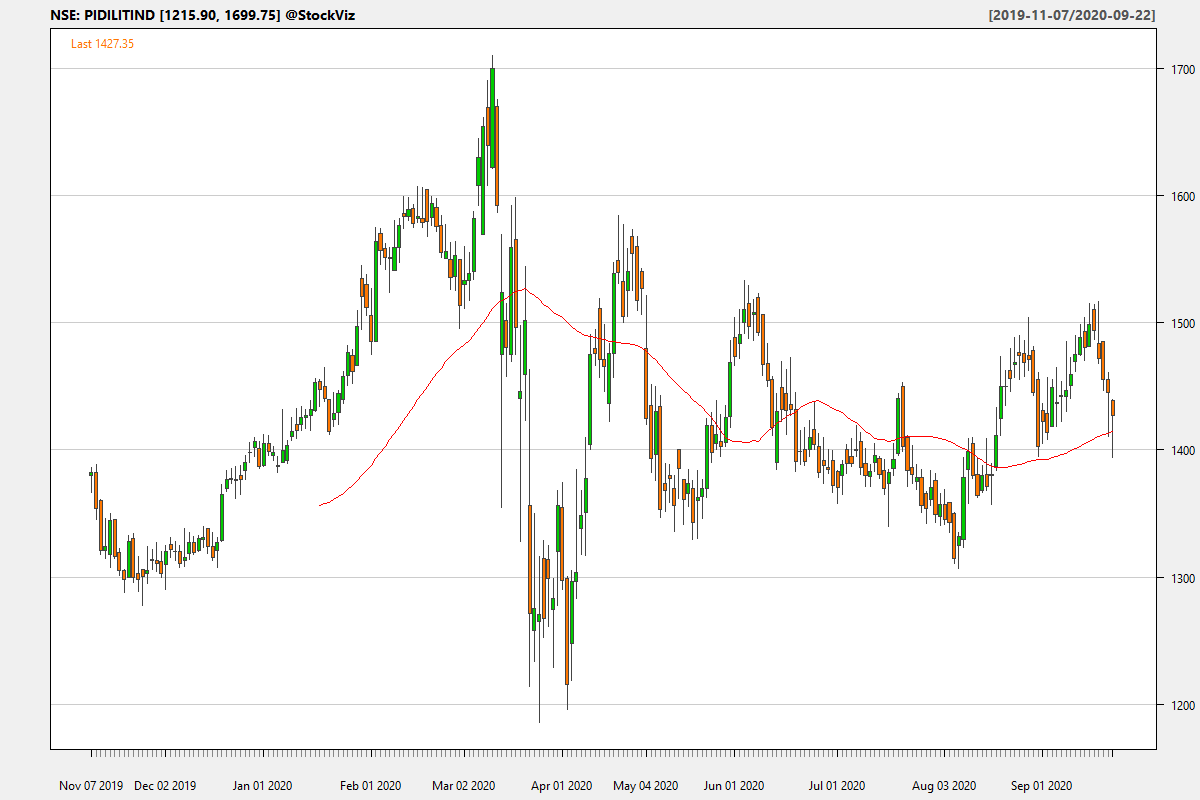 NSE: PIDILITIND [1215.90, 1699.75] @StockViz
[2019-11-07/2020-09-22]
Last 1427.35
1700
1600
1500
1400
1300
1200
Nov 07 2019 Dec 02 2019 Jan 01 2020 Feb 01 2020 Mar 02 2020 Apr 01 2020 May 04 2020 Jun 01 2020 Jul 01 2020 Aug 03 2020 Sep 01 2020